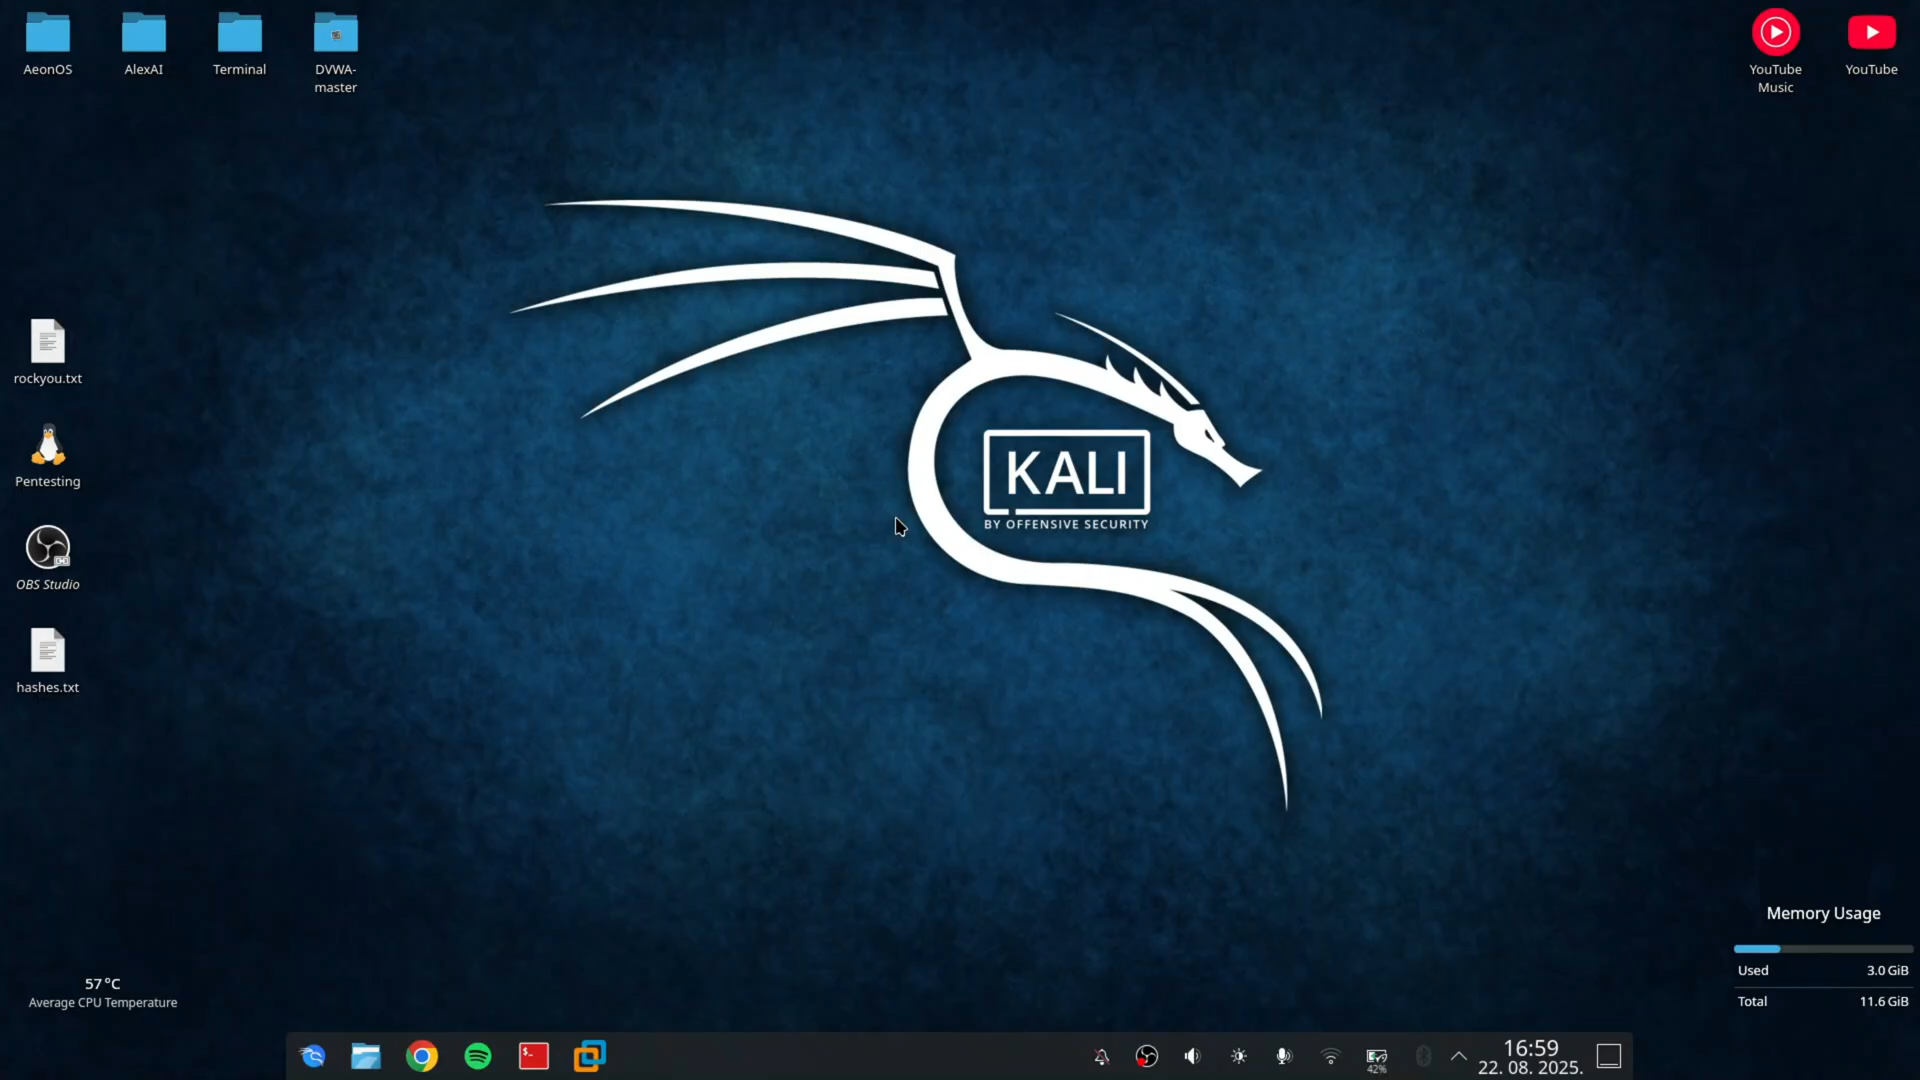 AeonOS
AlexAI
Terminal
DVWA-
master
YouTube
Music
YouTube
rockyou.txt
Pentesting
OBS Studio
hashes.txt
KALI
BY OFFENSIVE SECURITY
Memory Usage
Used 3.0 GiB
Total 11.6 GiB
57 °C
Average CPU Temperature
$-
42%
16:59
22. 08. 2025.